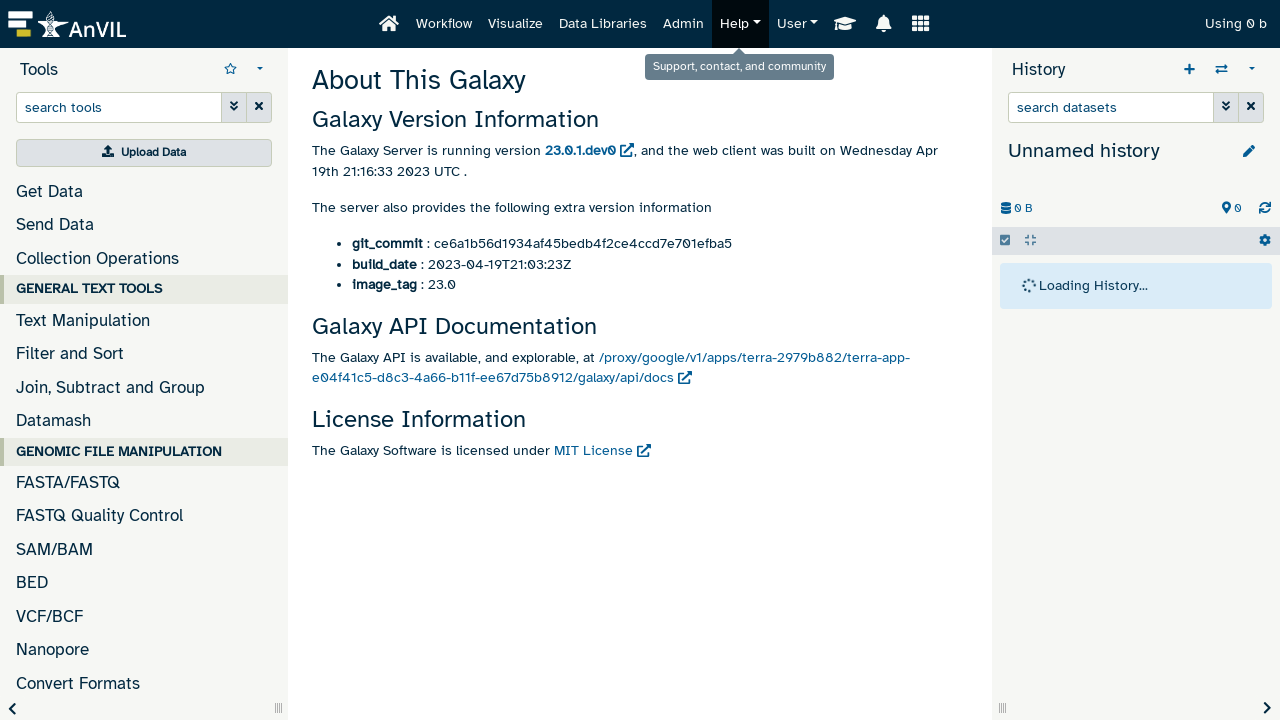 AnVIL
Workflow
Visualize
Data Libraries
Admin
Help
User
Using 0 b
Support, contact, and community
Tools
search tools
Upload Data
Get Data
Send Data
Collection Operations
GENERAL TEXT TOOLS
Text Manipulation
Filter and Sort
Join, Subtract and Group
Datamash
GENOMIC FILE MANIPULATION
FASTA/FASTQ
FASTQ Quality Control
SAM/BAM
BED
VCF/BCF
Nanopore
Convert Formats
About This Galaxy
Galaxy Version Information
The Galaxy Server is running version 23.0.1.dev0 , and the web client was built on Wednesday Apr
19th 21:16:33 2023 UTC .
The server also provides the following extra version information
• git_commit : ce6a1b56d1934af45bedb4f2ce4ccd7e701efba5
• build_date : 2023-04-19T21:03:23Z
• image_tag : 23.0
Galaxy API Documentation
The Galaxy API is available, and explorable, at /proxy/google/v1/apps/terra-2979b882/terra-app-
e04f41c5-d8c3-4a66-b11f-ee67d75b8912/galaxy/api/docs
License Information
The Galaxy Software is licensed under MIT License
History
search datasets
Unnamed history
0 B
0
Loading History...